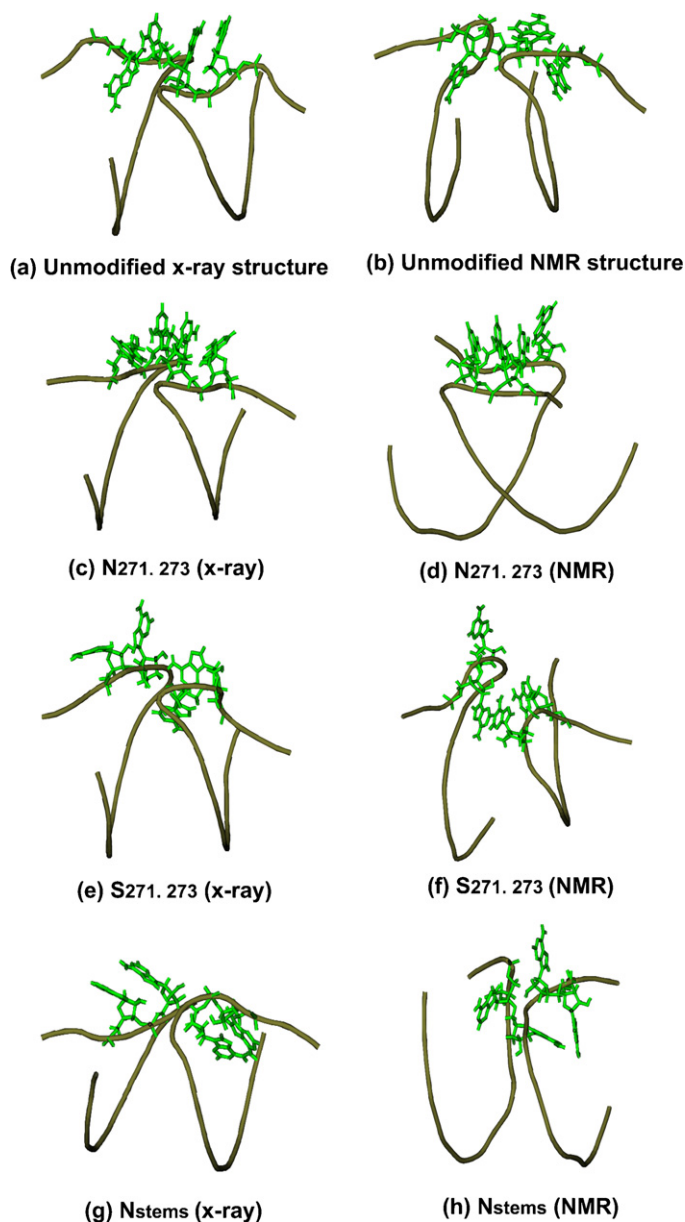 (a) Unmodified x-ray structure
(b) Unmodified NMR structure
(c) N271. 273 (x-ray)
(d) N271. 273 (NMR)
(e) S271. 273 (x-ray)
(f) S271. 273 (NMR)
(g) Nstems (x-ray)
(h) Nstems (NMR)